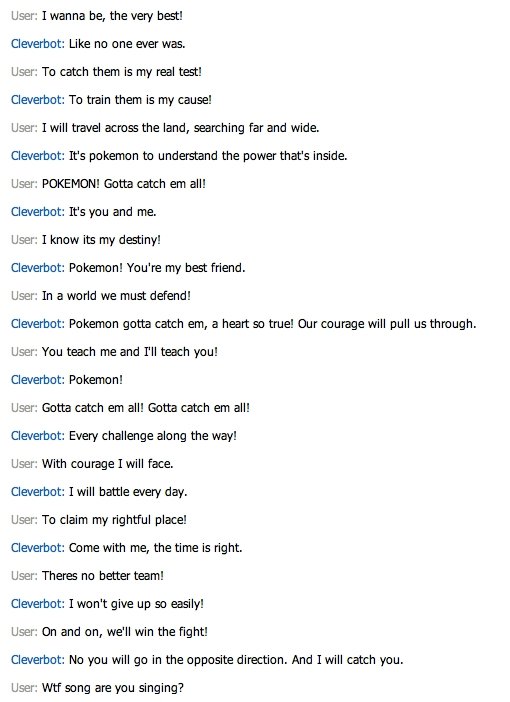 User: I wanna be, the very best!
Cleverbot: Like no one ever was.
User: To catch them is my real test!
Cleverbot: To train them is my cause!
User: I will travel across the land, searching far and wide.
Cleverbot: It's pokemon to understand the power that's inside.
User: POKEMON! Gotta catch em all!
Cleverbot: It's you and me.
User: I know its my destiny!
Cleverbot: Pokemon! You're my best friend.
User: In a world we must defend!
Cleverbot: Pokemon gotta catch em, a heart so true! Our courage will pull us through.
User: You teach me and I'll teach you!
Cleverbot: Pokemon!
User: Gotta catch em all! Gotta catch em all!
Cleverbot: Every challenge along the way!
User: With courage I will face.
Cleverbot: I will battle every day.
User: To claim my rightful place!
Cleverbot: Come with me, the time is right.
User: Theres no better team!
Cleverbot: I won't give up so easily!
User: On and on, we'll win the fight!
Cleverbot: No you will go in the opposite direction. And I will catch you.
User: Wtf song are you singing?